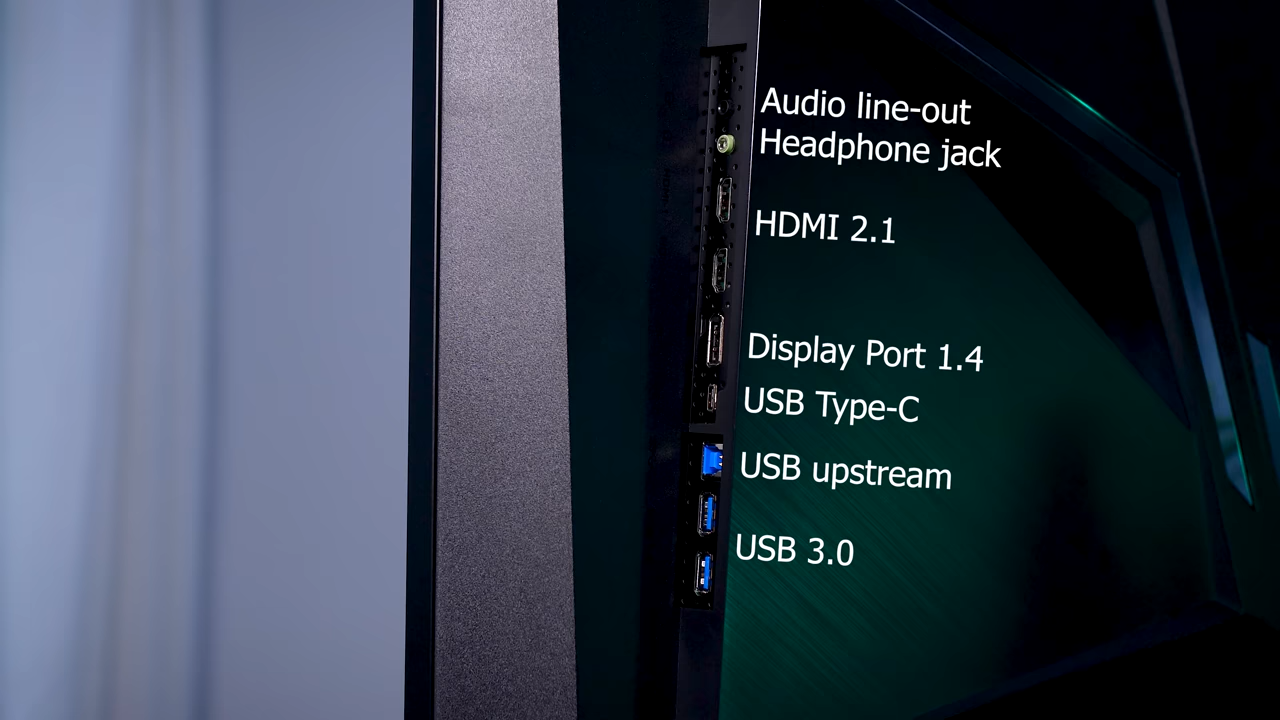 Audio line-out
Headphone jack
HDMI 2.1
Display Port 1.4
USB Type-C
USB upstream
USB 3.0